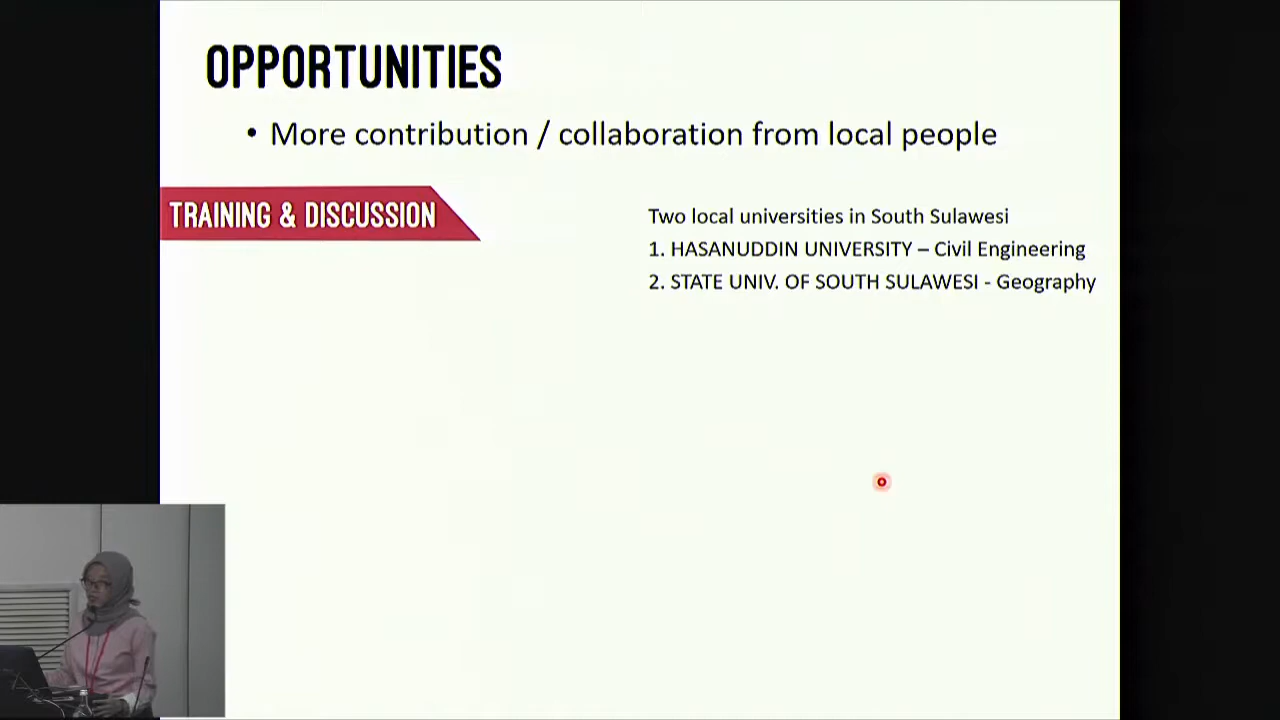 OPPORTUNITIES
• More contribution / collaboration from local people
TRAINING & DISCUSSION
Two local universities in South Sulawesi
1. HASANUDDIN UNIVERSITY – Civil Engineering
2. STATE UNIV. OF SOUTH SULAWESI - Geography